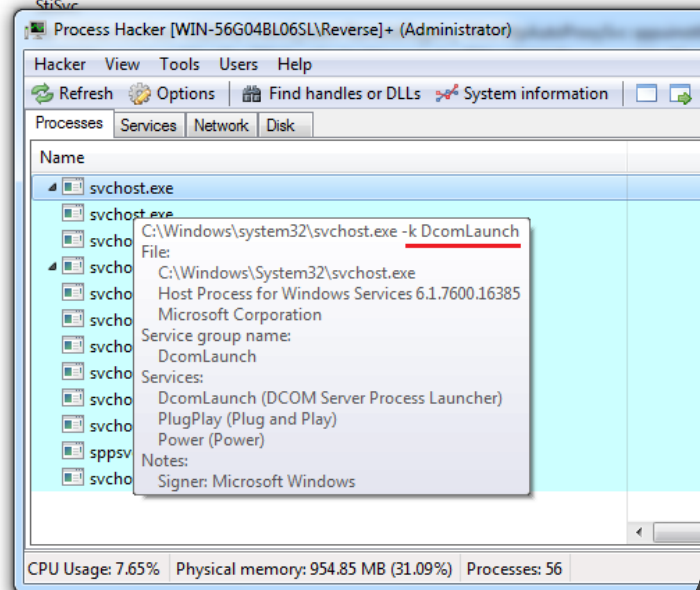 StiSvc
Process Hacker [WIN-56G04BL06SL\Reverse]+ (Administrator)
Hacker View Tools Users Help
Refresh Options Find handles or DLLs System information
Processes Services Network Disk
Name
svchost.exe
svchost.exe
C:\Windows\system32\svchost.exe -k DcomLaunch
svcho
File:
svcho
C:\Windows\System32\svchost.exe
svcho
Host Process for Windows Services 6.1.7600.16385
svcho
Microsoft Corporation
Service group name:
svcho
DcomLaunch
svcho
Services:
svcho
DcomLaunch (DCOM Server Process Launcher)
svcho
PlugPlay (Plug and Play)
Power (Power)
sppsv
Notes:
svcho
Signer: Microsoft Windows
CPU Usage: 7.65% Physical memory: 954.85 MB (31.09%) Processes: 56